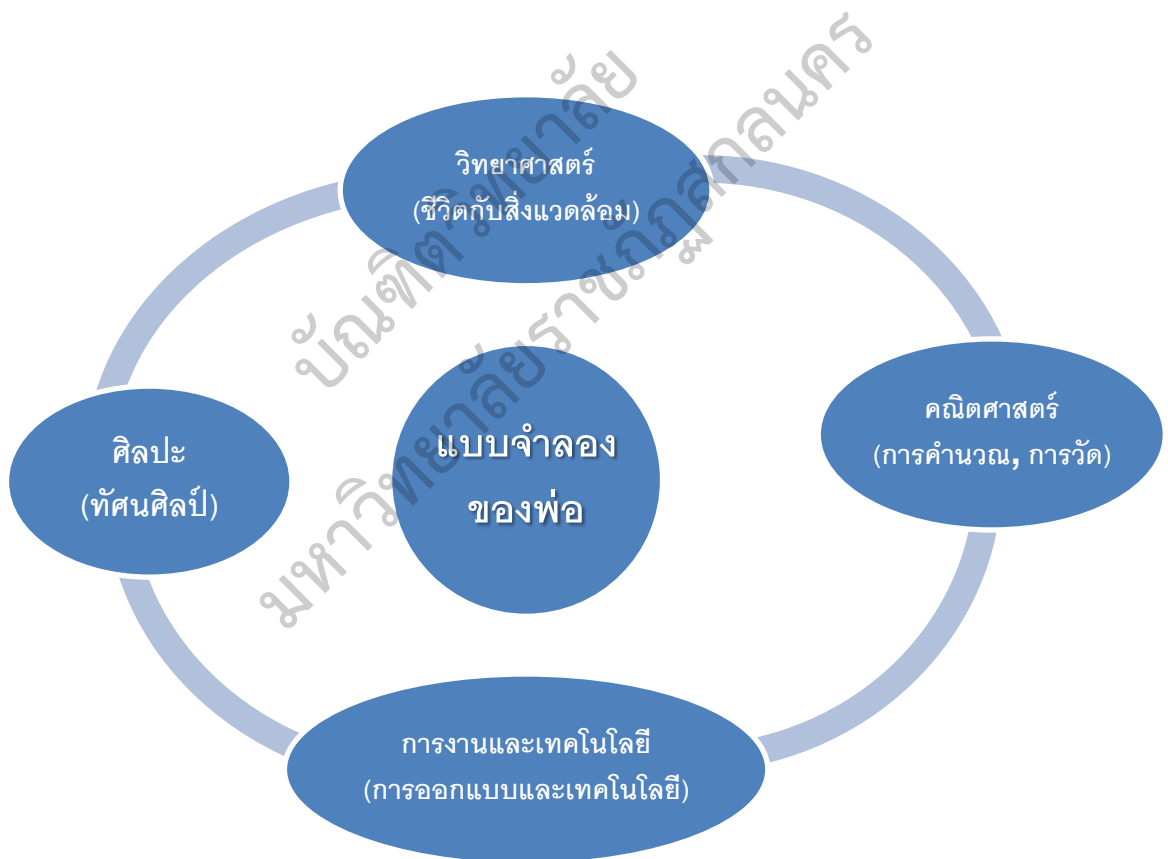 วิทยาศาสตร์
(ชีวิตกับสิ่งแวดล้อม)
คณิตศาสตร์
(การคำนวณ, การวัด)
แบบจำลอง
ของพ่อ
ศิลปะ
(ทัศนศิลป์)
การงานและเทคโนโลยี
(การออกแบบและเทคโนโลยี)
บัณฑิตวิทยาลัย
มหาวิทยาลัยราชภัฏสกลนคร